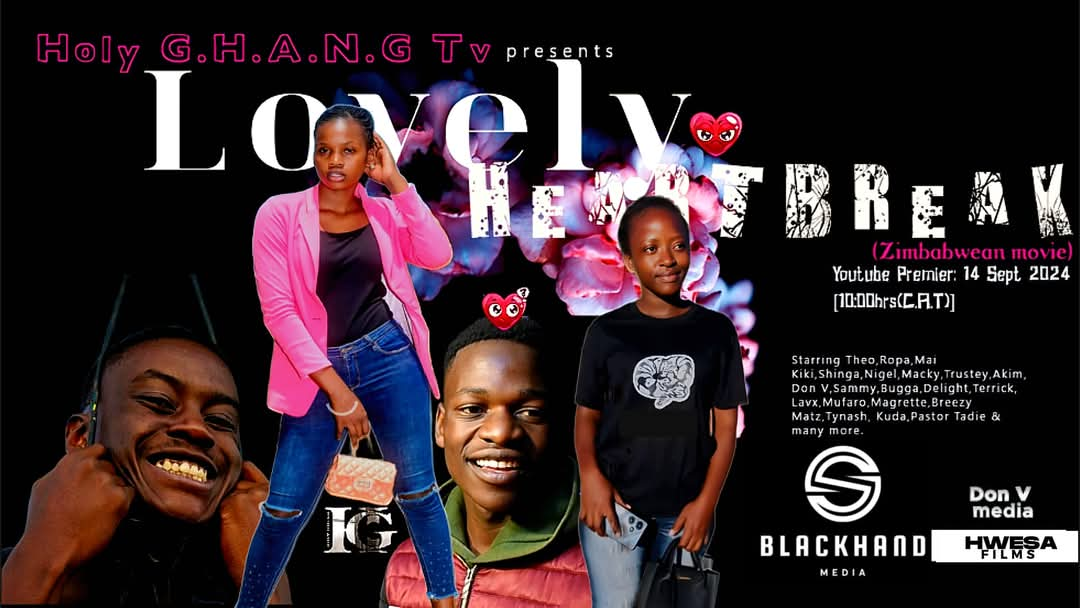 Holy G.H.A.N.G Tv presents
Lovely
HEARTBREAK
(Zimbabwean movie)
Youtube Premier: 14 Sept 2024
[10:00hrs(C.A.T)]
Starring Theo,Ropa,Mai
Kiki,Shinga,Nigel,Macky,Trustey,Akim,
Don V,Sammy,Bugga,Delight,Terrick,
Lavx,Mufaro,Magrette,Breezy
Matz,Tynash, Kuda,Pastor Tadie &
many more.
BLACKHAND
MEDIA
Don V
media
HWESA
FILMS
HG